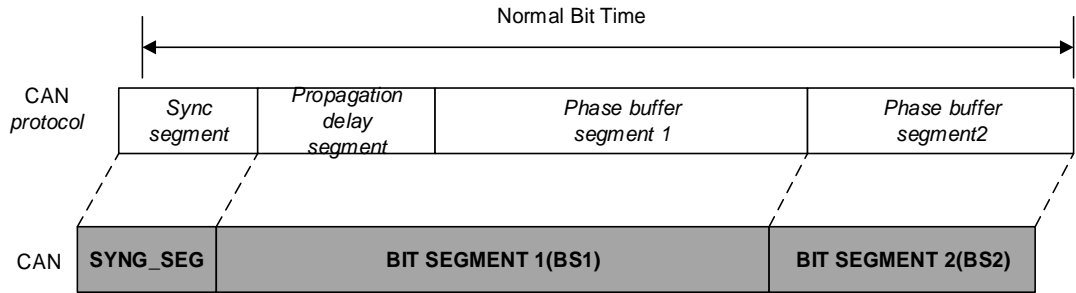 Normal Bit Time
CAN
protocol
Sync
segment
Propagation
delay
segment
Phase buffer
segment 1
Phase buffer
segment2
CAN
SYNG_SEG
BIT SEGMENT 1(BS1)
BIT SEGMENT 2(BS2)